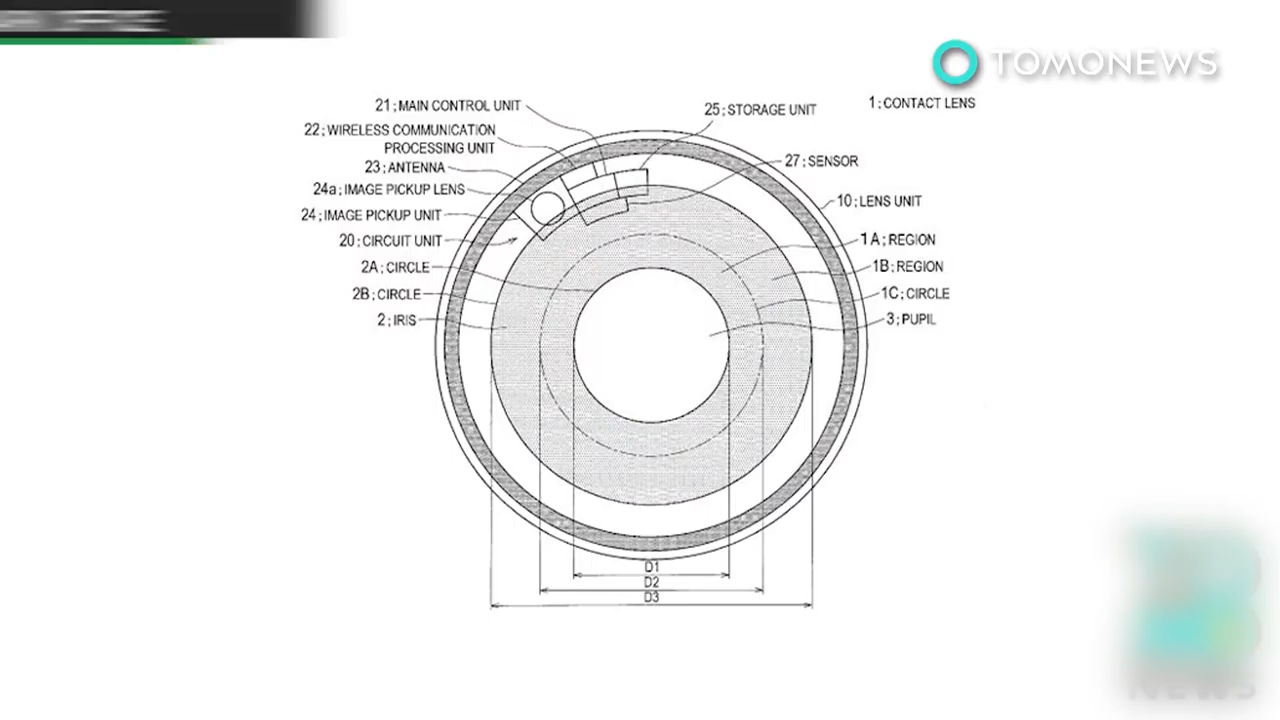 TOMONEWS
21; MAIN CONTROL UNIT
25; STORAGE UNIT
1; CONTACT LENS
22; WIRELESS COMMUNICATION
PROCESSING UNIT
23; ANTENNA
27; SENSOR
24a; IMAGE PICKUP LENS
24; IMAGE PICKUP UNIT
10; LENS UNIT
20; CIRCUIT UNIT
1A; REGION
2A; CIRCLE
1B; REGION
2B; CIRCLE
1C; CIRCLE
2; IRIS
3; PUPIL
D1
D2
D3
NEWS